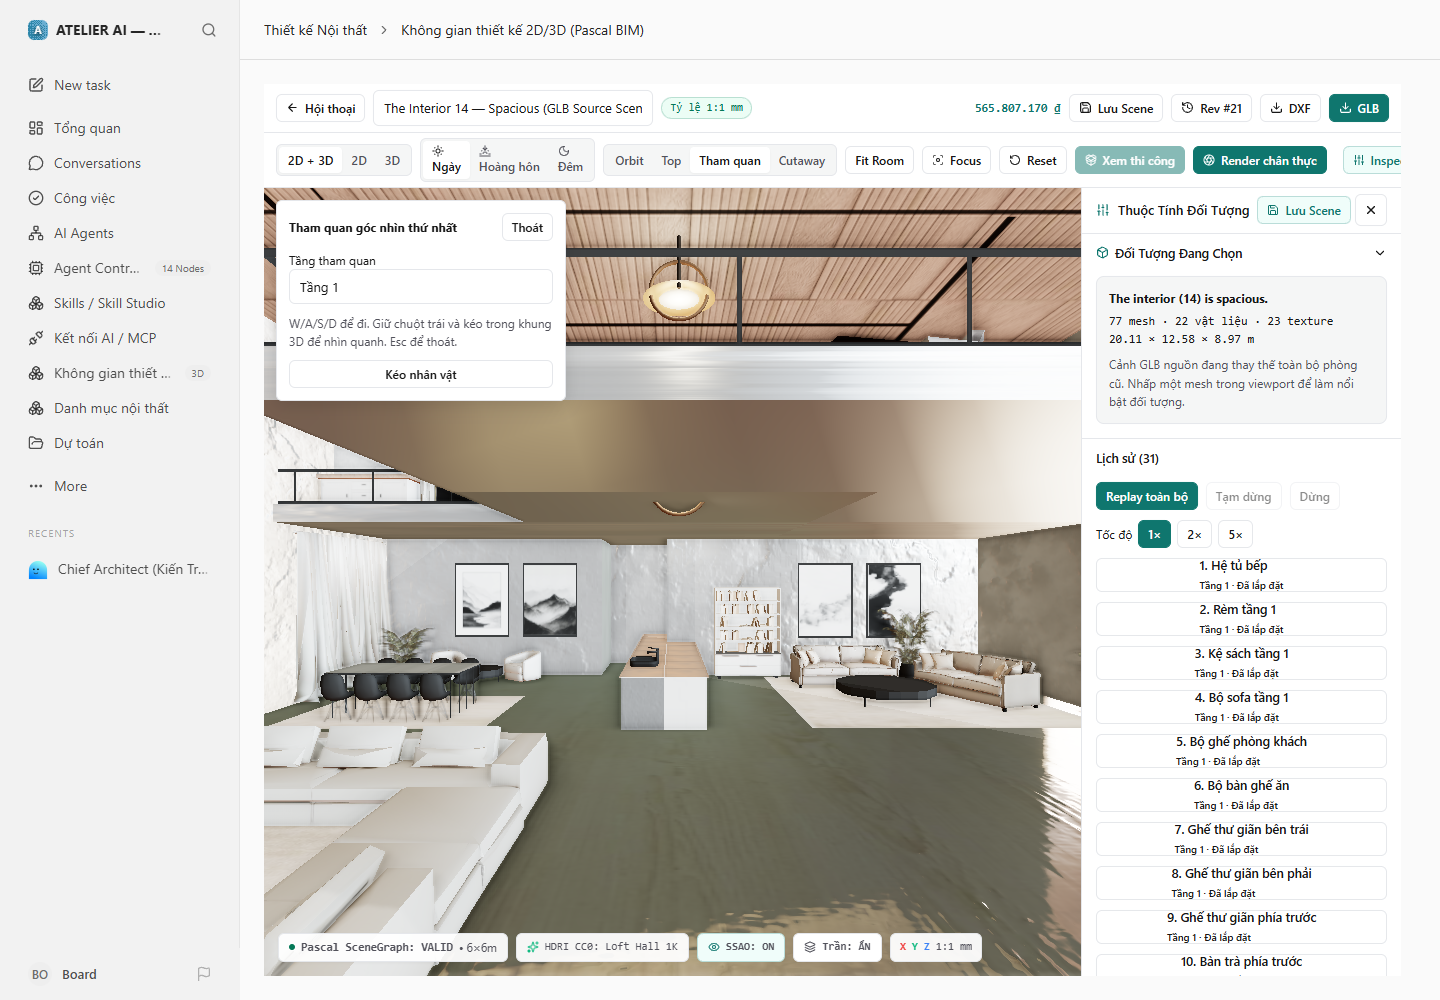 A
ATELIER AI — ...
New task
Tổng quan
Conversations
Công việc
AI Agents
Agent Contr...
14 Nodes
Skills / Skill Studio
Kết nối AI / MCP
Không gian thiết ...
3D
Danh mục nội thất
Dự toán
More
RECENTS
Chief Architect (Kiến Tr...
BO
Board
Thiết kế Nội thất
Không gian thiết kế 2D/3D (Pascal BIM)
Hội thoại
The Interior 14 — Spacious (GLB Source Scen
Tỷ lệ 1:1 mm
565.807.170 ₫
Lưu Scene
Rev #21
DXF
GLB
2D + 3D
2D
3D
Ngày
Hoàng hôn
Đêm
Orbit
Top
Tham quan
Cutaway
Fit Room
Focus
Reset
Xem thi công
Render chân thực
Inspe
Tham quan góc nhìn thứ nhất
Thoát
Tầng tham quan
Tầng 1
W/A/S/D để đi. Giữ chuột trái và kéo trong khung
3D để nhìn quanh. Esc để thoát.
Kéo nhân vật
Pascal SceneGraph: VALID • 6×6m
HDRI CC0: Loft Hall 1K
SSAO: ON
Trần: ẨN
X Y Z 1:1 mm
Thuộc Tính Đối Tượng
Lưu Scene
Đối Tượng Đang Chọn
The interior (14) is spacious.
77 mesh · 22 vật liệu · 23 texture
20.11 × 12.58 × 8.97 m
Cảnh GLB nguồn đang thay thế toàn bộ phòng
cũ. Nhấp một mesh trong viewport để làm nổi
bật đối tượng.
Lịch sử (31)
Replay toàn bộ
Tạm dừng
Dừng
Tốc độ
1×
2×
5×
1. Hệ tủ bếp
Tầng 1 · Đã lắp đặt
2. Rèm tầng 1
Tầng 1 · Đã lắp đặt
3. Kệ sách tầng 1
Tầng 1 · Đã lắp đặt
4. Bộ sofa tầng 1
Tầng 1 · Đã lắp đặt
5. Bộ ghế phòng khách
Tầng 1 · Đã lắp đặt
6. Bộ bàn ghế ăn
Tầng 1 · Đã lắp đặt
7. Ghế thư giãn bên trái
Tầng 1 · Đã lắp đặt
8. Ghế thư giãn bên phải
Tầng 1 · Đã lắp đặt
9. Ghế thư giãn phía trước
Tầng 1 · Đã lắp đặt
10. Bàn trà phía trước